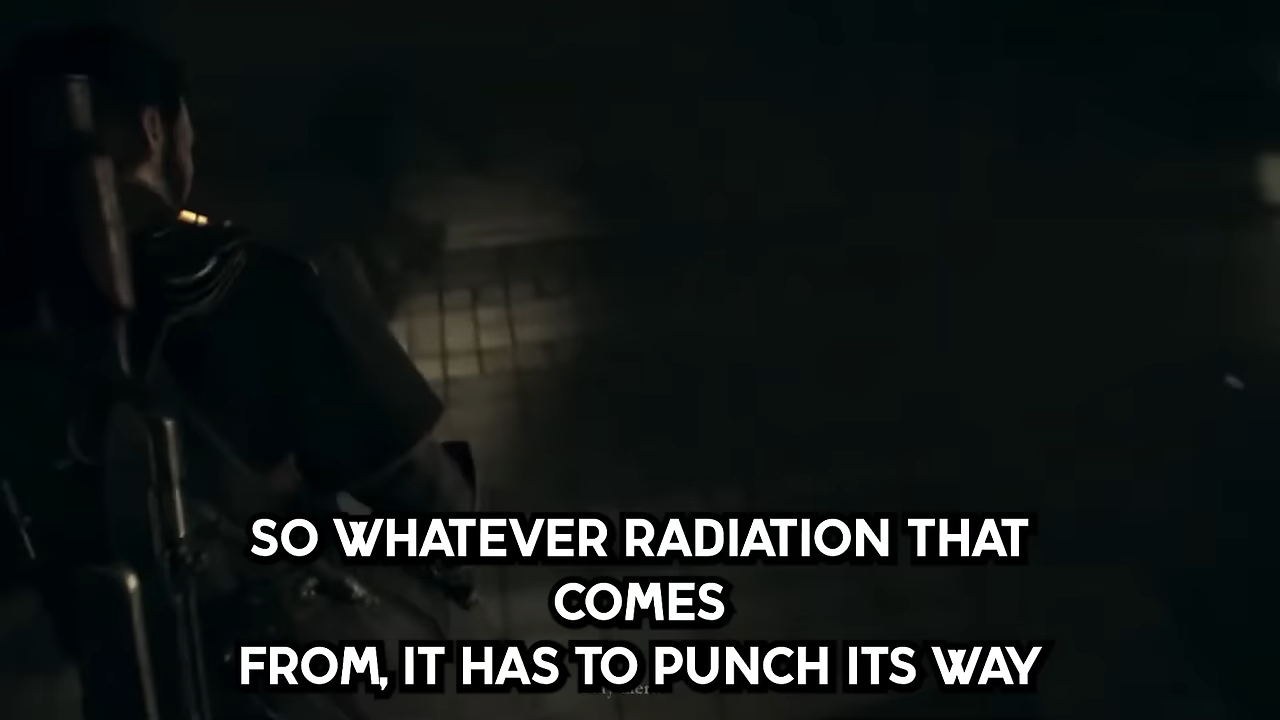 SO WHATEVER RADIATION THAT
COMES
FROM, IT HAS TO PUNCH ITS WAY